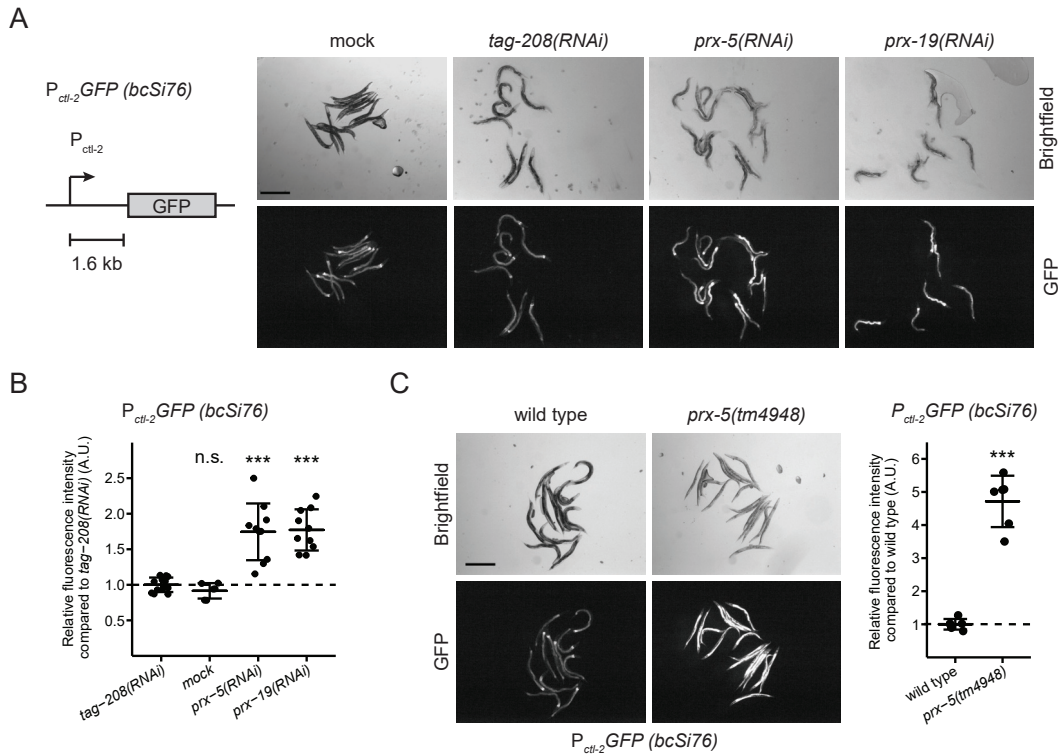 A
mock
tag-208(RNAi)
prx-5(RNAi)
prx-19(RNAi)
Pctl-2GFP (bcSi76)
Pctl-2
GFP
1.6 kb
Brightfield
GFP
B
Pctl-2GFP (bcSi76)
Relative fluorescence intensity
compared to tag−208(RNAi) (A.U.)
2.5
2.0
1.5
1.0
0.5
n.s.
***
***
tag−208(RNAi)
mock
prx−5(RNAi)
prx−19(RNAi)
C
wild type
prx-5(tm4948)
Brightfield
GFP
Pctl-2GFP (bcSi76)
Pctl-2GFP (bcSi76)
Relative fluorescence intensity
compared to wild type (A.U.)
6
5
4
3
2
1
***
wild type
prx−5(tm4948)